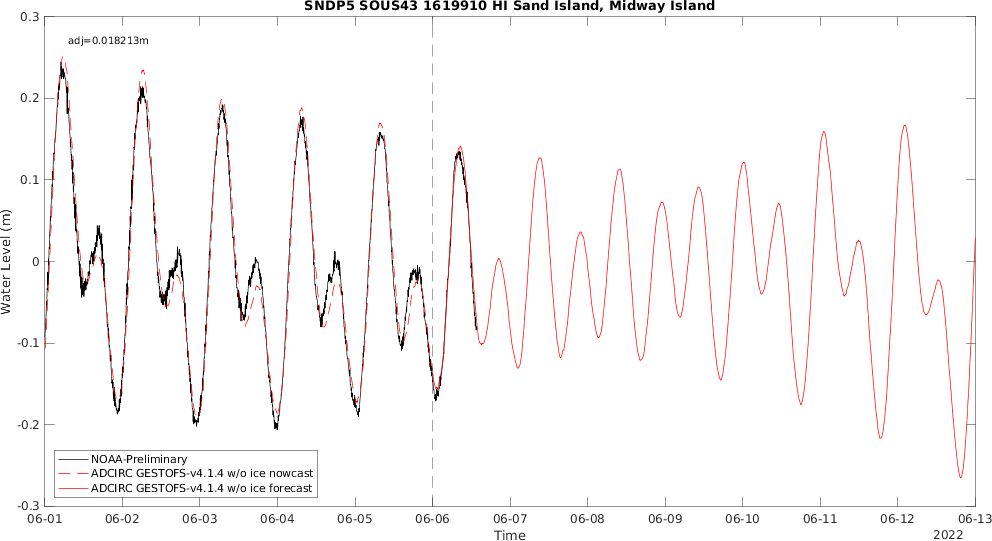 SNDP5 SOUS43 1619910 HI Sand Island, Midway Island
adj=0.018213m
0.3
0.2
0.1
0
-0.1
-0.2
-0.3
Water Level (m)
NOAA-Preliminary
ADCIRC GESTOFS-v4.1.4 w/o ice nowcast
ADCIRC GESTOFS-v4.1.4 w/o ice forecast
06-01 06-02 06-03 06-04 06-05 06-06 06-07 06-08 06-09 06-10 06-11 06-12 06-13
Time
2022